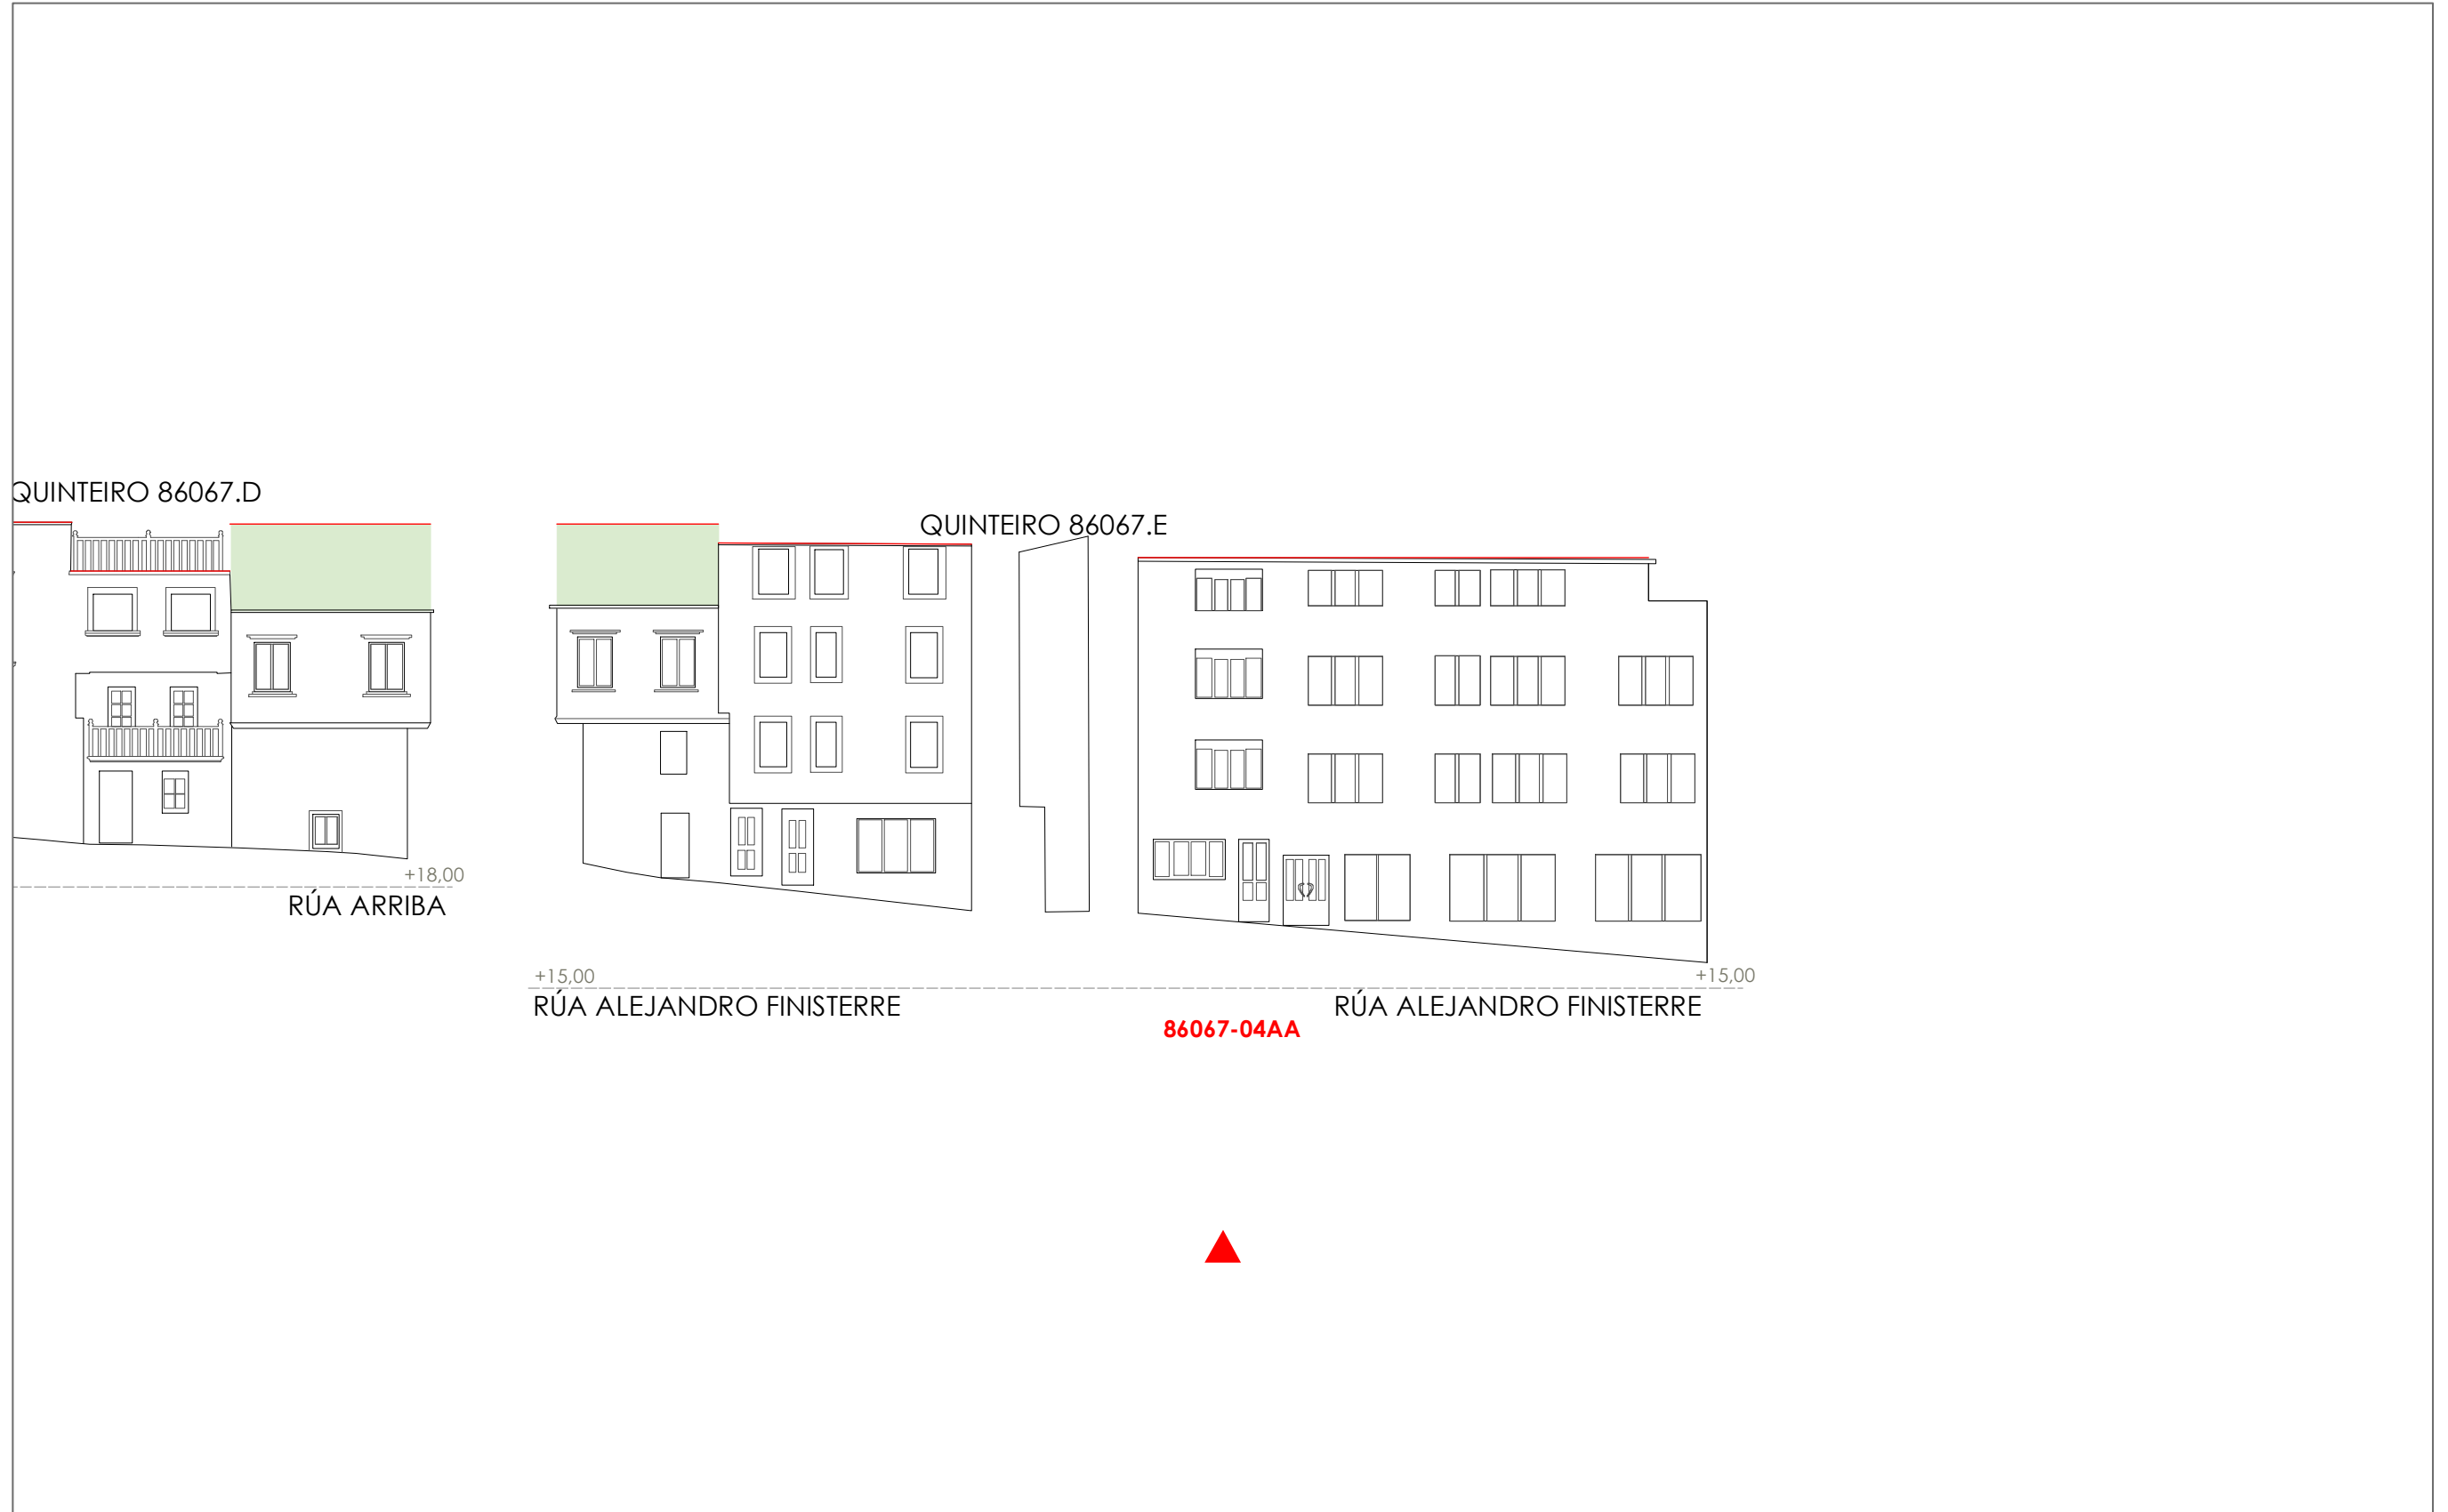 QUINTEIRO 86067.D
QUINTEIRO 86067.E
+18,00
RÚA ARRIBA
+15,00
+15,00
RÚA ALEJANDRO FINISTERRE
RÚA ALEJANDRO FINISTERRE
86067-04AA